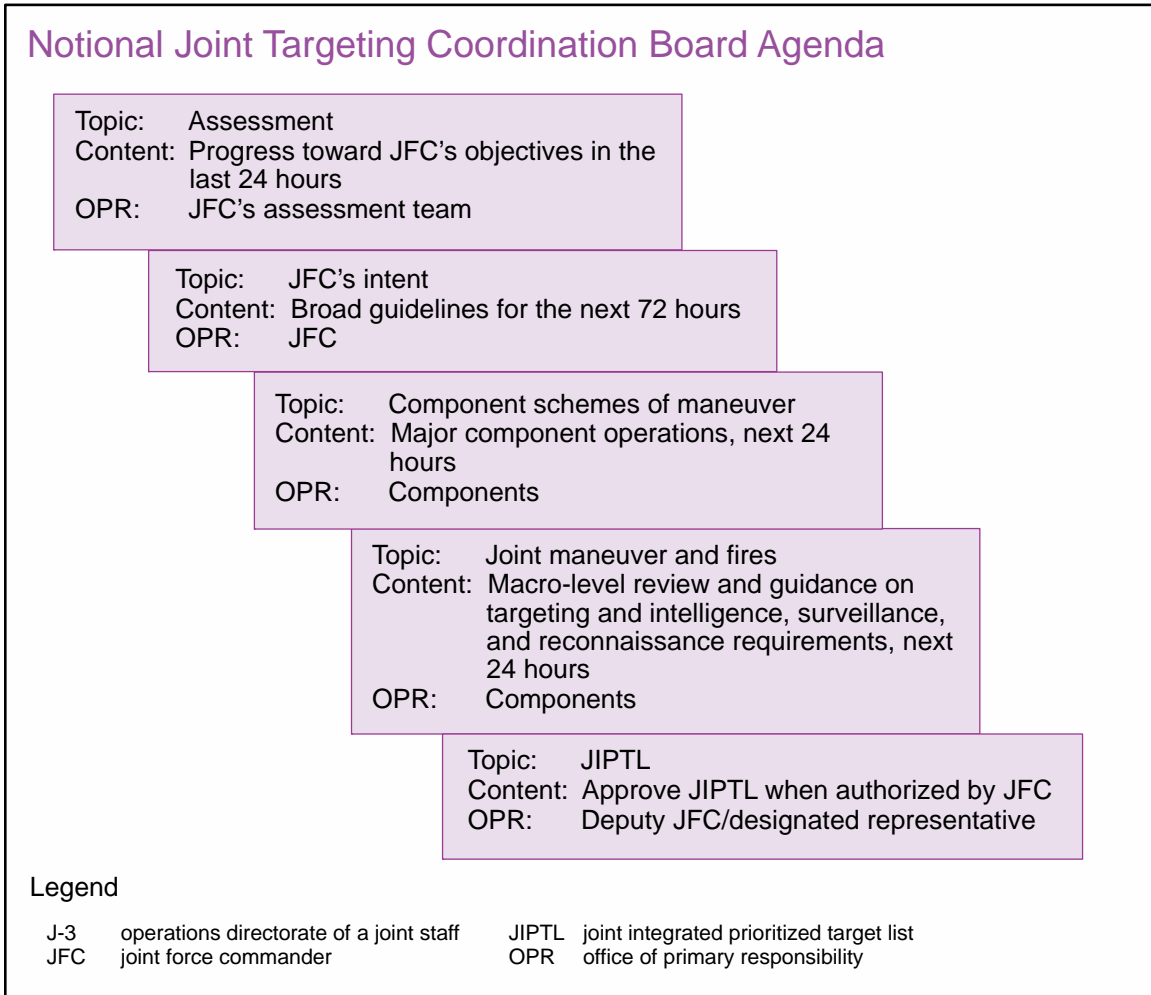 Notional Joint Targeting Coordination Board Agenda
Topic: Assessment
Content: Progress toward JFC’s objectives in the
last 24 hours
OPR: JFC’s assessment team
Topic: JFC’s intent
Content: Broad guidelines for the next 72 hours
OPR: JFC
Topic: Component schemes of maneuver
Content: Major component operations, next 24
hours
OPR: Components
Topic: Joint maneuver and fires
Content: Macro-level review and guidance on
targeting and intelligence, surveillance,
and reconnaissance requirements, next
24 hours
OPR: Components
Topic: JIPTL
Content: Approve JIPTL when authorized by JFC
OPR: Deputy JFC/designated representative
Legend
J-3 operations directorate of a joint staff JIPTL joint integrated prioritized target list
JFC joint force commander OPR office of primary responsibility